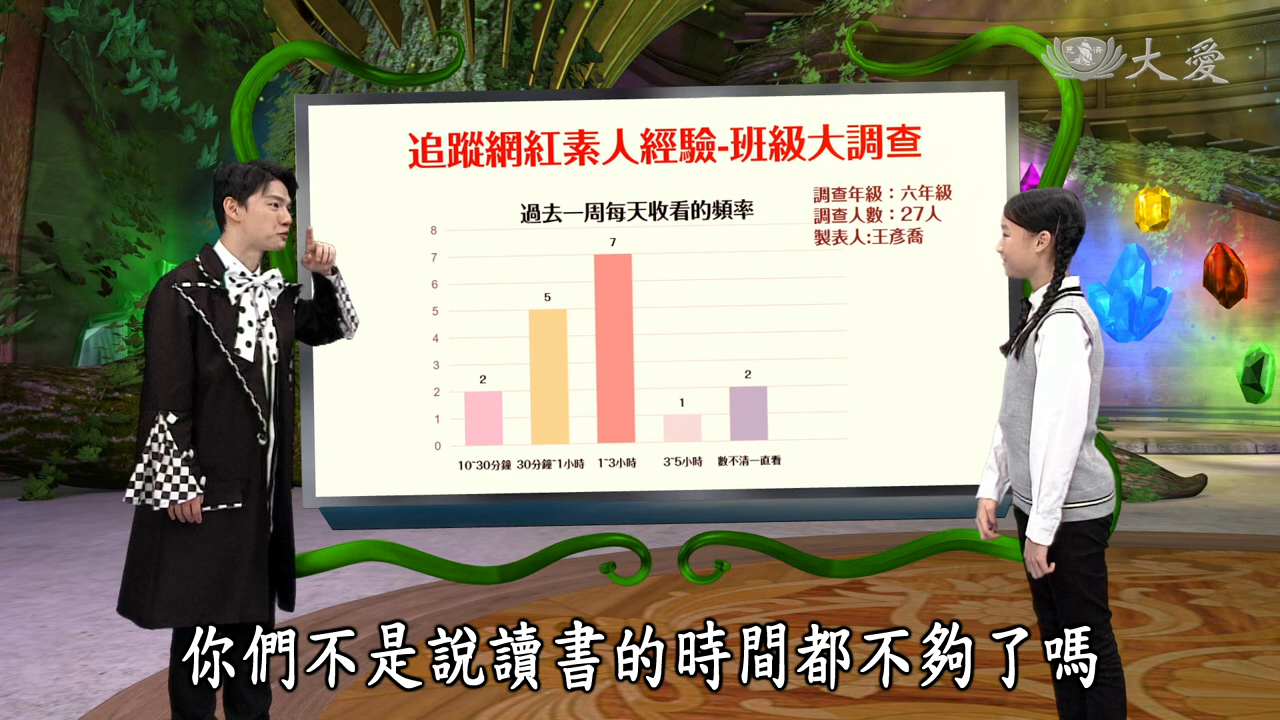 大愛
追蹤網紅素人經驗-班級大調查
調查年級：六年級
調查人數：27人
製表人:王彥喬
過去一周每天收看的頻率
8
7
6
5
4
3
2
1
0
2
5
7
1
2
10~30分鐘 30分鐘~1小時 1~3小時 3~5小時 數不清一直看
你們不是說讀書的時間都不夠了嗎